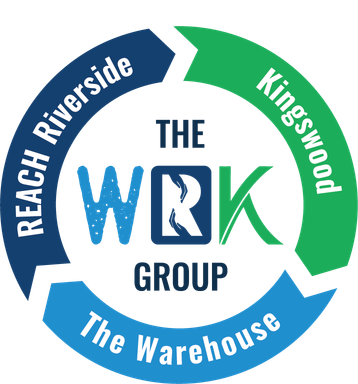 REACH Riverside
Kingswood
THE
WRK
GROUP
The Warehouse